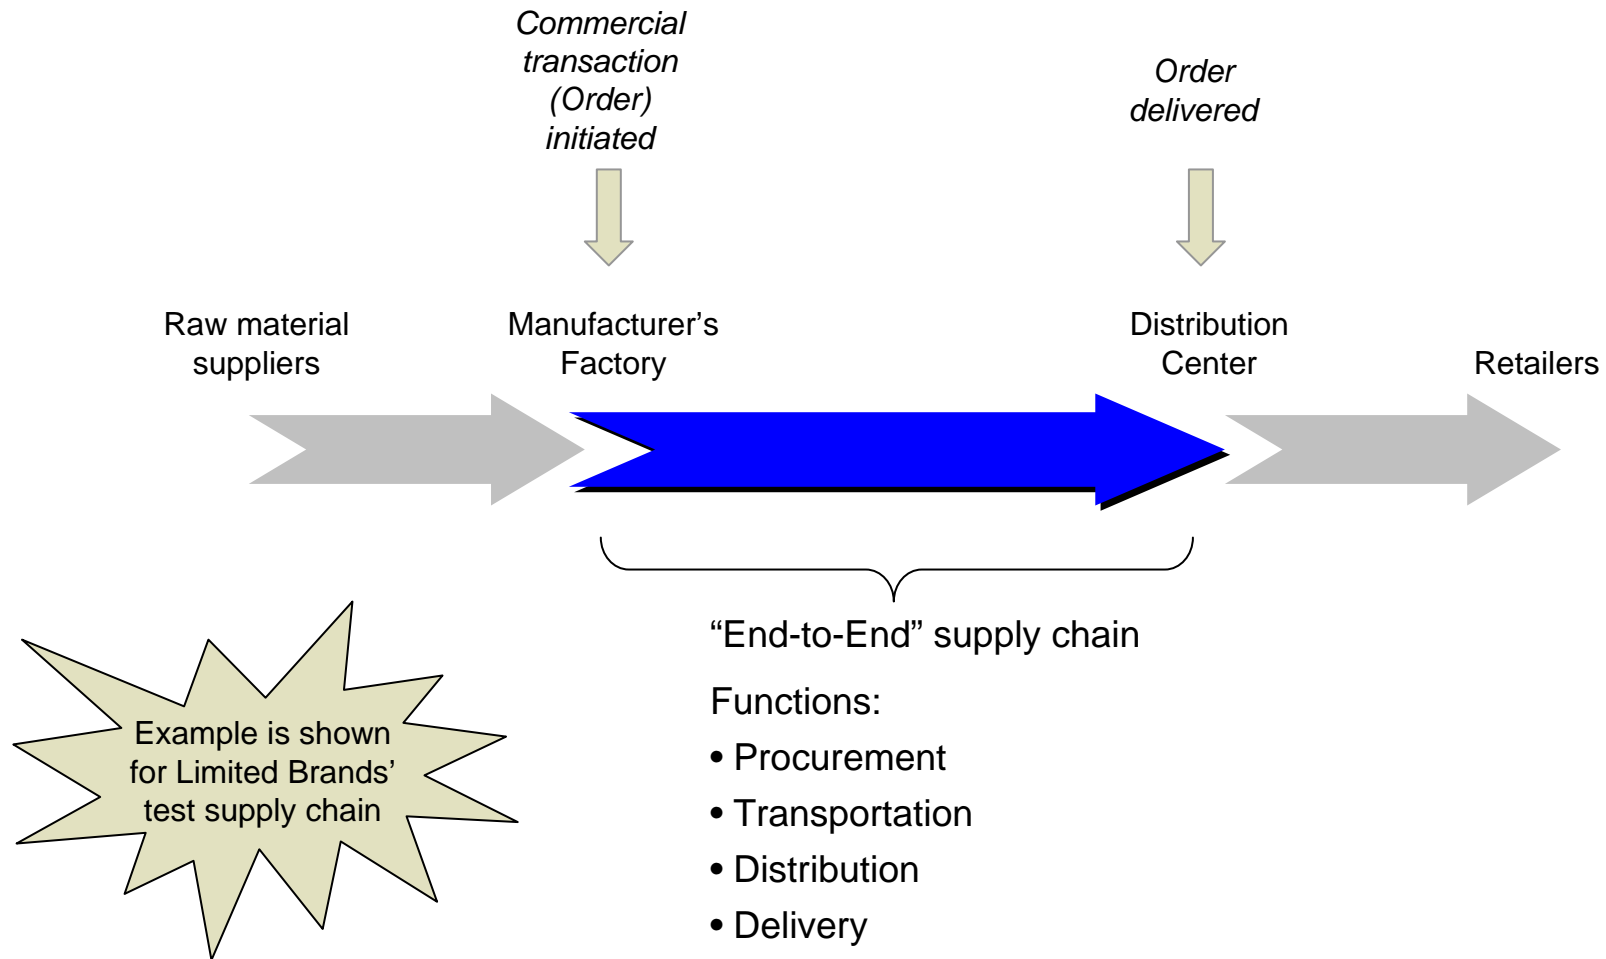 Commercial
transaction
(Order)
initiated
Order
delivered
Raw material
suppliers
Manufacturer’s
Factory
Distribution
Center
Retailers
“End-to-End” supply chain
Functions:
• Procurement
• Transportation
• Distribution
• Delivery
Example is shown
for Limited Brands’
test supply chain